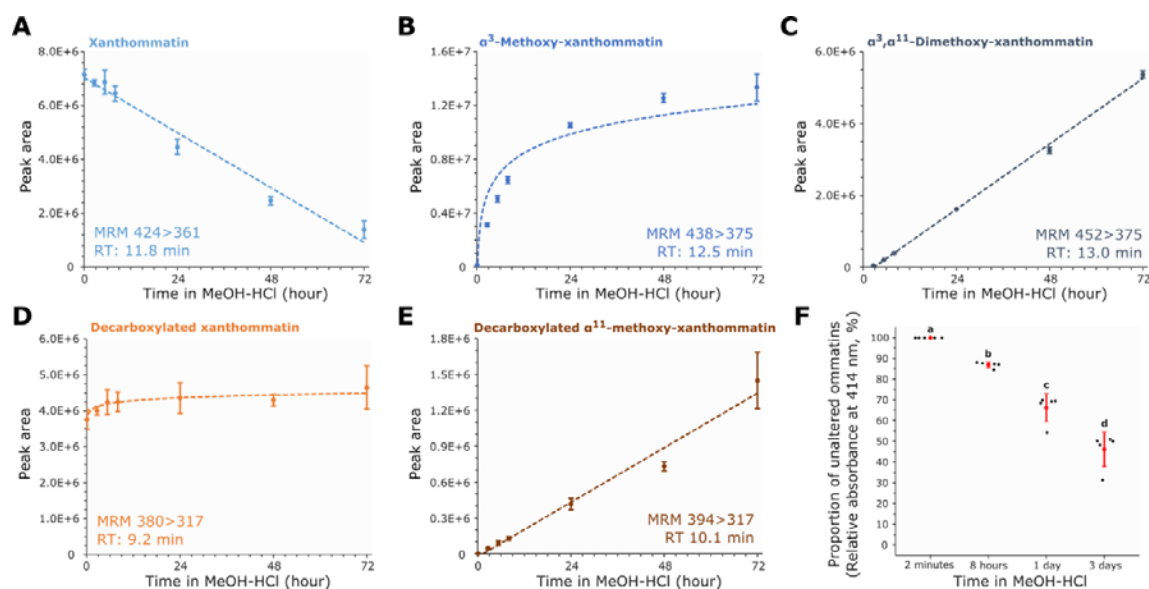 A
Xanthommatin
8.0E+6
6.0E+6
4.0E+6
2.0E+6
0
Peak area
MRM 424>361
RT: 11.8 min
0 24 48 72
Time in MeOH-HCl (hour)
B
α³-Methoxy-xanthommatin
1.6E+7
1.2E+7
0.8E+7
0.4E+7
0
Peak area
MRM 438>375
RT: 12.5 min
0 24 48 72
Time in MeOH-HCl (hour)
C
α³,α¹¹-Dimethoxy-xanthommatin
6.0E+6
4.0E+6
2.0E+6
0
Peak area
MRM 452>375
RT: 13.0 min
0 24 48 72
Time in MeOH-HCl (hour)
D
Decarboxylated xanthommatin
6.0E+6
5.0E+6
4.0E+6
3.0E+6
2.0E+6
1.0E+6
0
Peak area
MRM 380>317
RT: 9.2 min
0 24 48 72
Time in MeOH-HCl (hour)
E
Decarboxylated α¹¹-methoxy-xanthommatin
1.8E+6
1.5E+6
1.2E+6
0.9E+6
0.6E+6
0.3E+6
0
Peak area
MRM 394>317
RT 10.1 min
0 24 48 72
Time in MeOH-HCl (hour)
F
Proportion of unaltered ommatins
(Relative absorbance at 414 nm, %)
100
90
80
70
60
50
40
30
20
10
0
a
b
c
d
2 minutes 8 hours 1 day 3 days
Time in MeOH-HCl